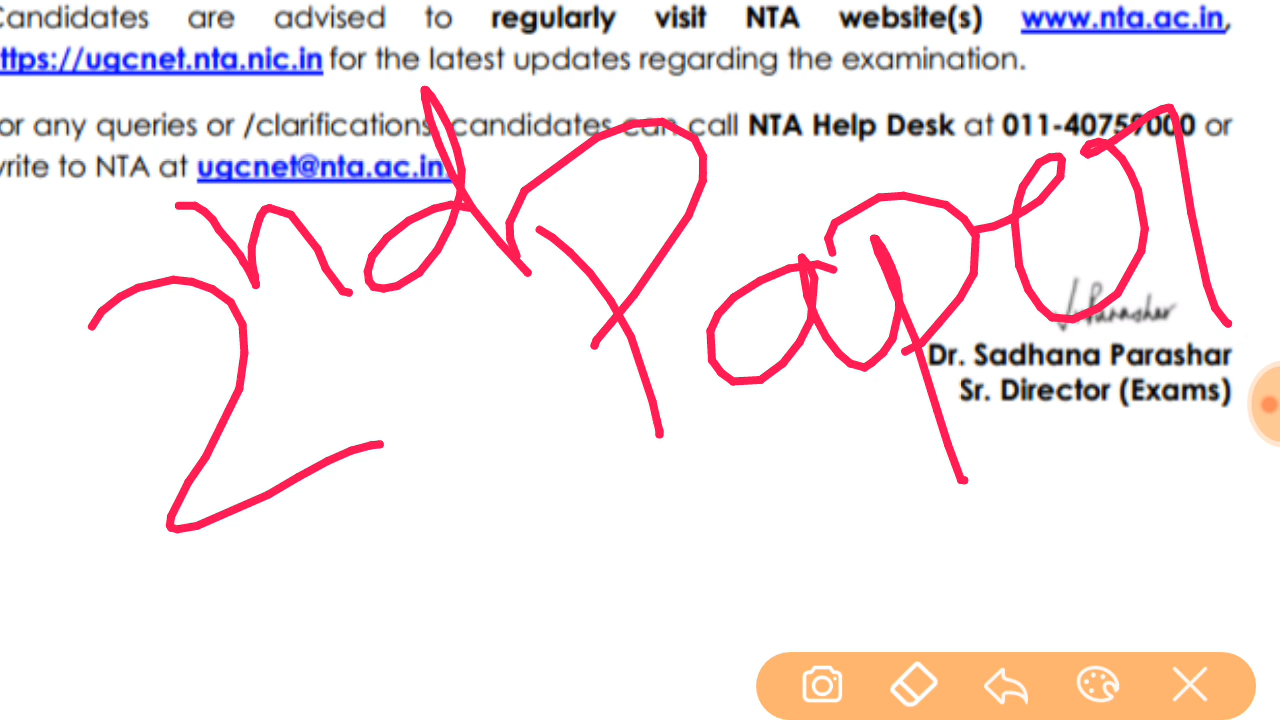 Candidates are advised to regularly visit NTA website(s) www.nta.ac.in,
ttps://ugcnet.nta.nic.in for the latest updates regarding the examination.
or any queries or /clarifications, candidates can call NTA Help Desk at 011-40759000 or
write to NTA at ugcnet@nta.ac.in
2nd Paper
Dr. Sadhana Parashar
Sr. Director (Exams)